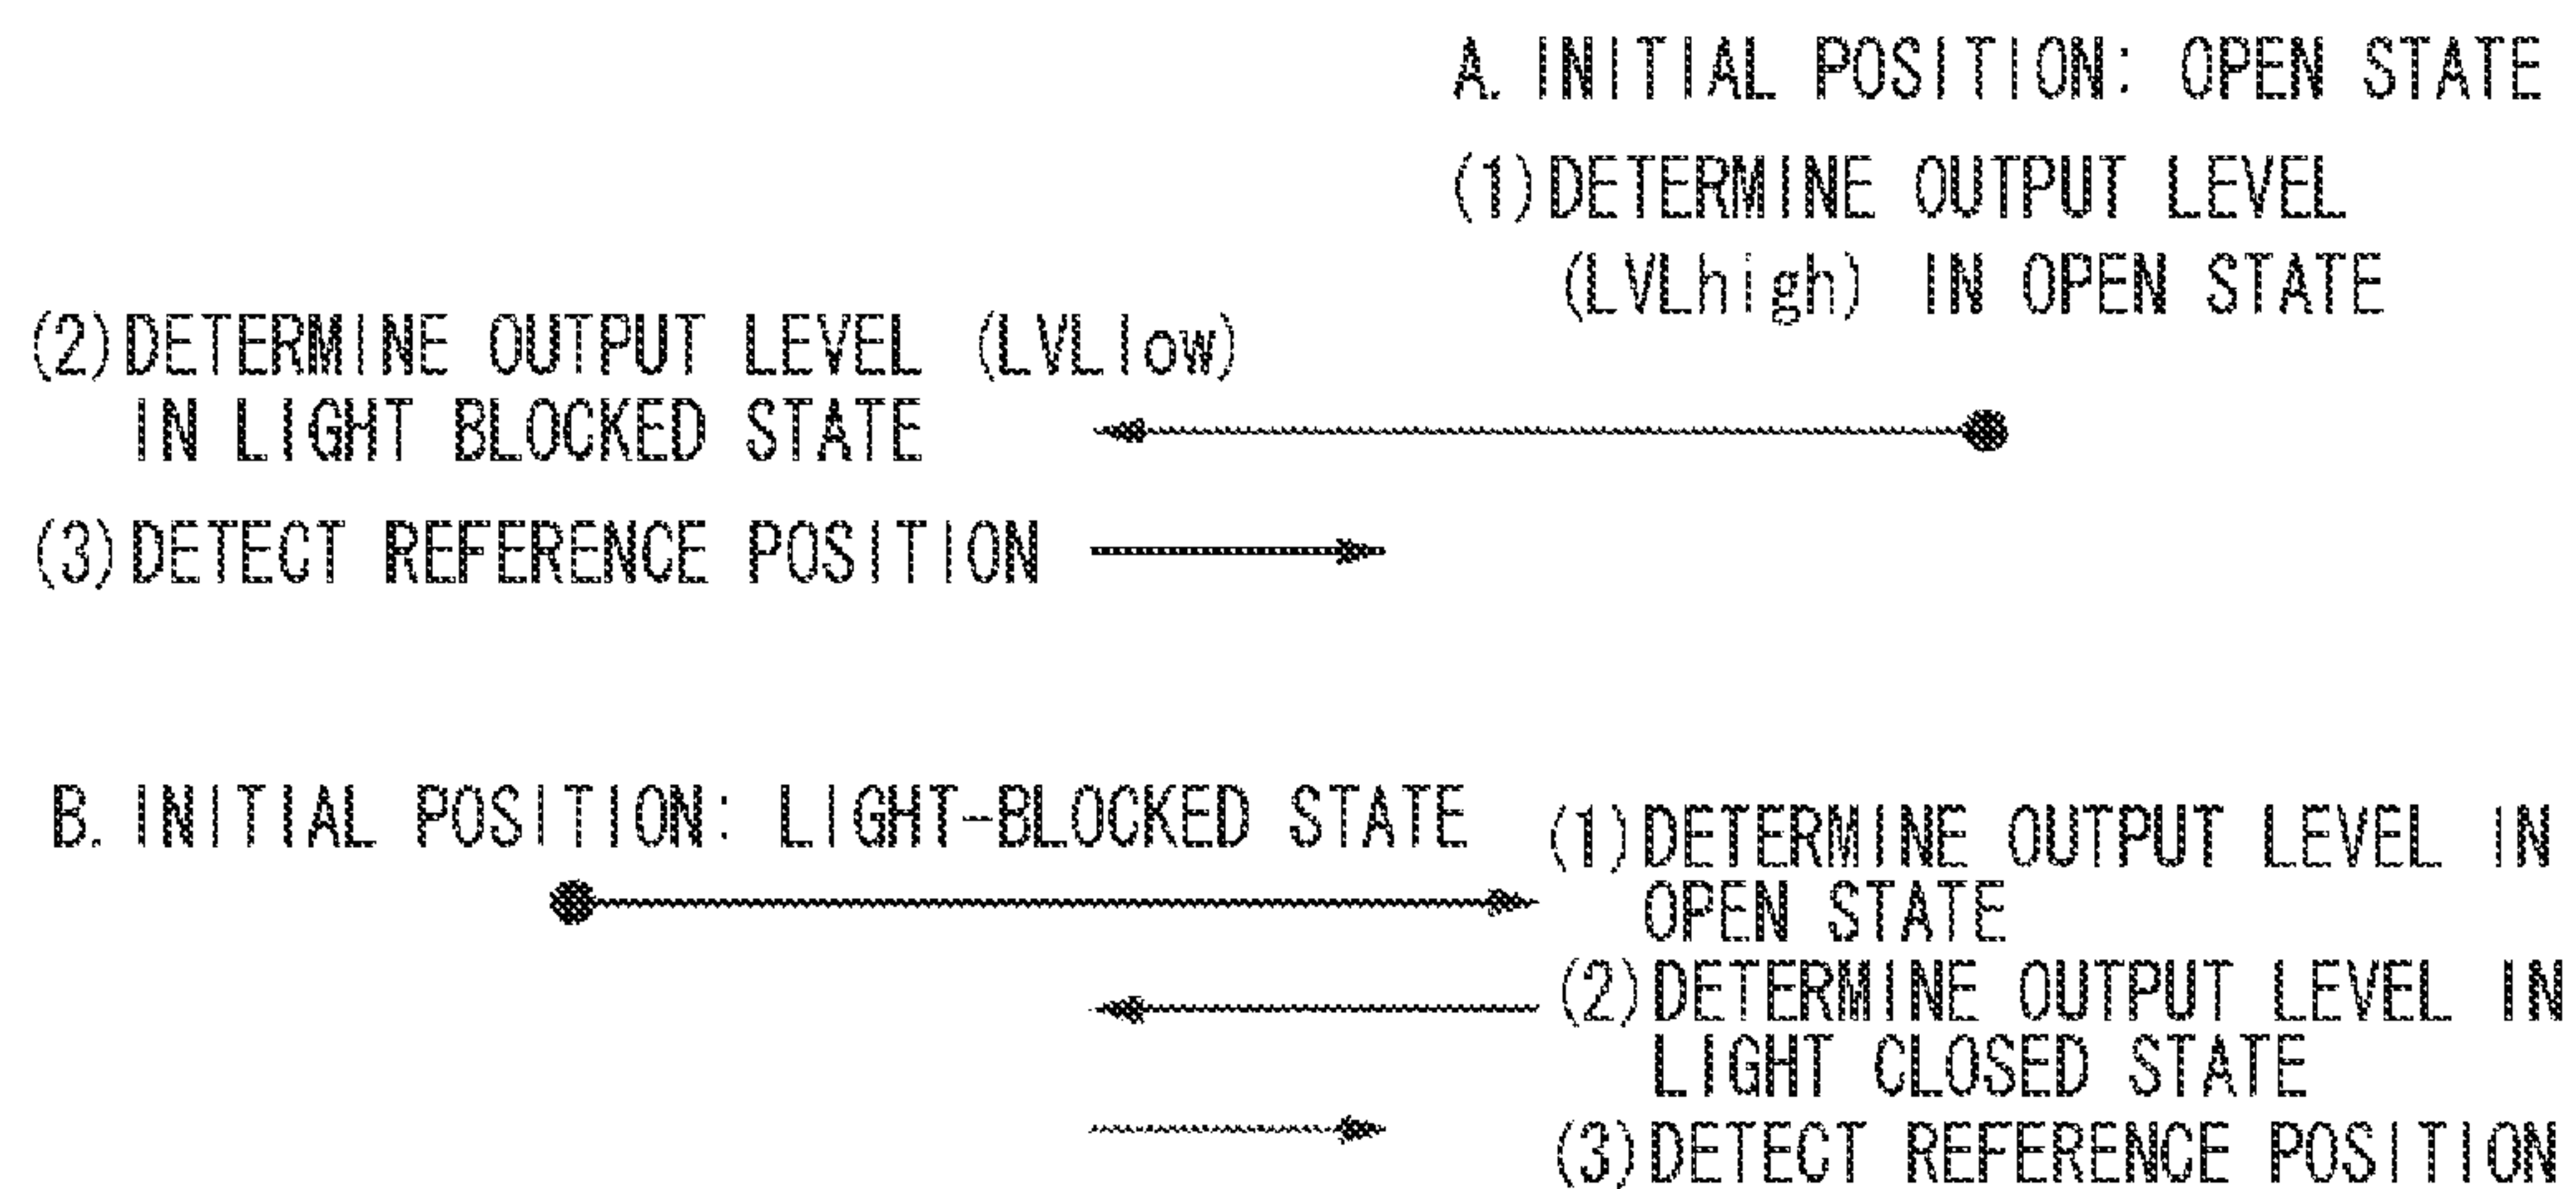 A. INITIAL POSITION: OPEN STATE
(1) DETERMINE OUTPUT LEVEL
(LVLhigh) IN OPEN STATE
(2) DETERMINE OUTPUT LEVEL (LVLlow)
IN LIGHT BLOCKED STATE
(3) DETECT REFERENCE POSITION
B. INITIAL POSITION: LIGHT-BLOCKED STATE
(1) DETERMINE OUTPUT LEVEL IN
OPEN STATE
(2) DETERMINE OUTPUT LEVEL IN
LIGHT CLOSED STATE
(3) DETECT REFERENCE POSITION